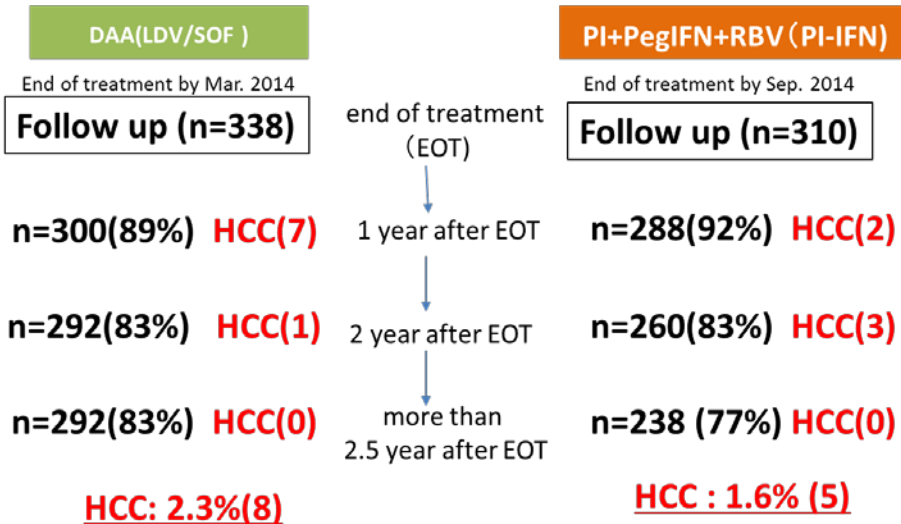 DAA(LDV/SOF )
End of treatment by Mar. 2014
Follow up (n=338)
n=300(89%) HCC(7)
n=292(83%) HCC(1)
n=292(83%) HCC(0)
HCC: 2.3%(8)
end of treatment
(EOT)
1 year after EOT
2 year after EOT
more than
2.5 year after EOT
PI+PegIFN+RBV(PI-IFN)
End of treatment by Sep. 2014
Follow up (n=310)
n=288(92%) HCC(2)
n=260(83%) HCC(3)
n=238 (77%) HCC(0)
HCC : 1.6% (5)